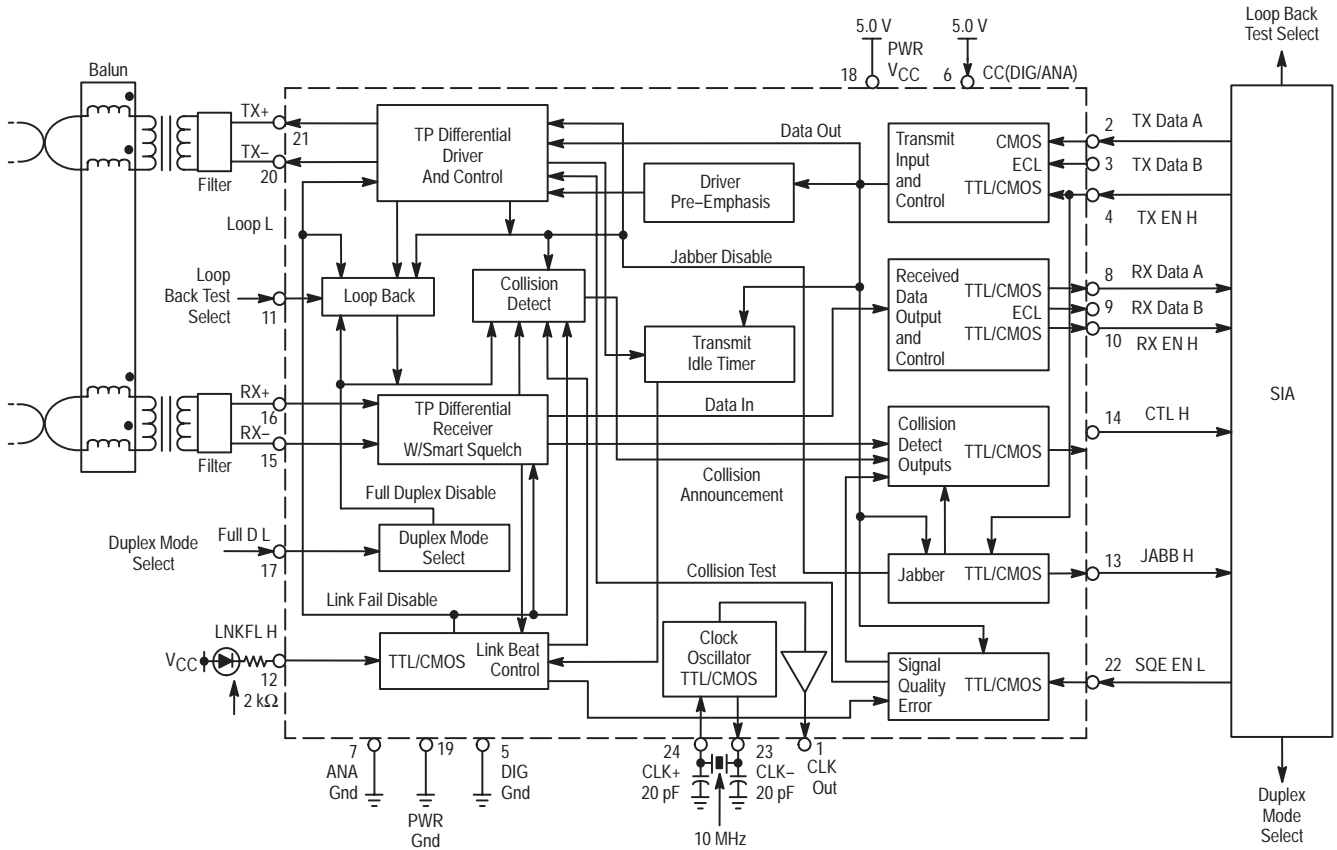 Loop Back
Test Select
5.0 V
5.0 V
PWR
VCC
18
6
CC(DIG/ANA)
Balun
TX+
21
TX–
20
Filter
TP Differential
Driver
And Control
Data Out
Driver
Pre–Emphasis
Transmit
Input
and
Control
CMOS
ECL
TTL/CMOS
2
TX Data A
3
TX Data B
4
TX EN H
Loop L
Jabber Disable
Loop
Back Test
Select
11
Loop Back
Collision
Detect
Transmit
Idle Timer
Received
Data
Output
and
Control
TTL/CMOS
ECL
TTL/CMOS
8
RX Data A
9
RX Data B
10
RX EN H
SIA
RX+
16
RX–
15
Filter
TP Differential
Receiver
W/Smart Squelch
Data In
Collision
Detect
Outputs
TTL/CMOS
14
CTL H
Collision
Announcement
Full Duplex Disable
Duplex Mode
Select
Full D L
17
Duplex Mode
Select
Collision Test
Jabber
TTL/CMOS
13
JABB H
Link Fail Disable
LNKFL H
VCC
12
2 kΩ
TTL/CMOS
Link Beat
Control
Clock
Oscillator
TTL/CMOS
Signal
Quality
Error
TTL/CMOS
22
SQE EN L
7
ANA
Gnd
19
PWR
Gnd
5
DIG
Gnd
24
CLK+
20 pF
23
CLK–
20 pF
1
CLK
Out
10 MHz
Duplex
Mode
Select